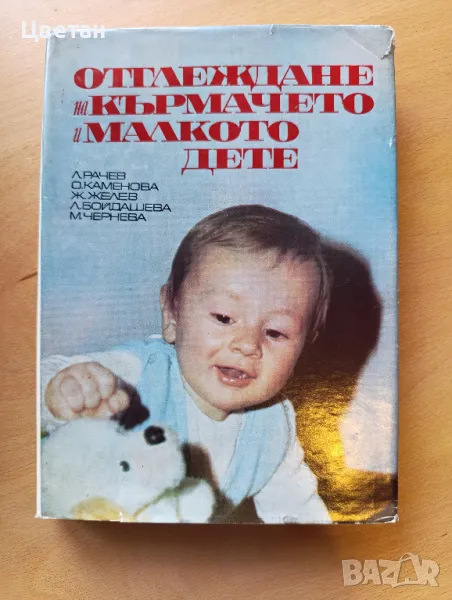 Цветан
ОТГЛЕЖДАНЕ
на КЪРМАЧЕТО
и МАЛКОТО
ДЕТЕ
Л.РАЧЕВ
О.КАМЕНОВА
Ж.ЖЕЛЕВ
Л.БОЙДАШЕВА
М.ЧЕРНЕВА
BAZAR